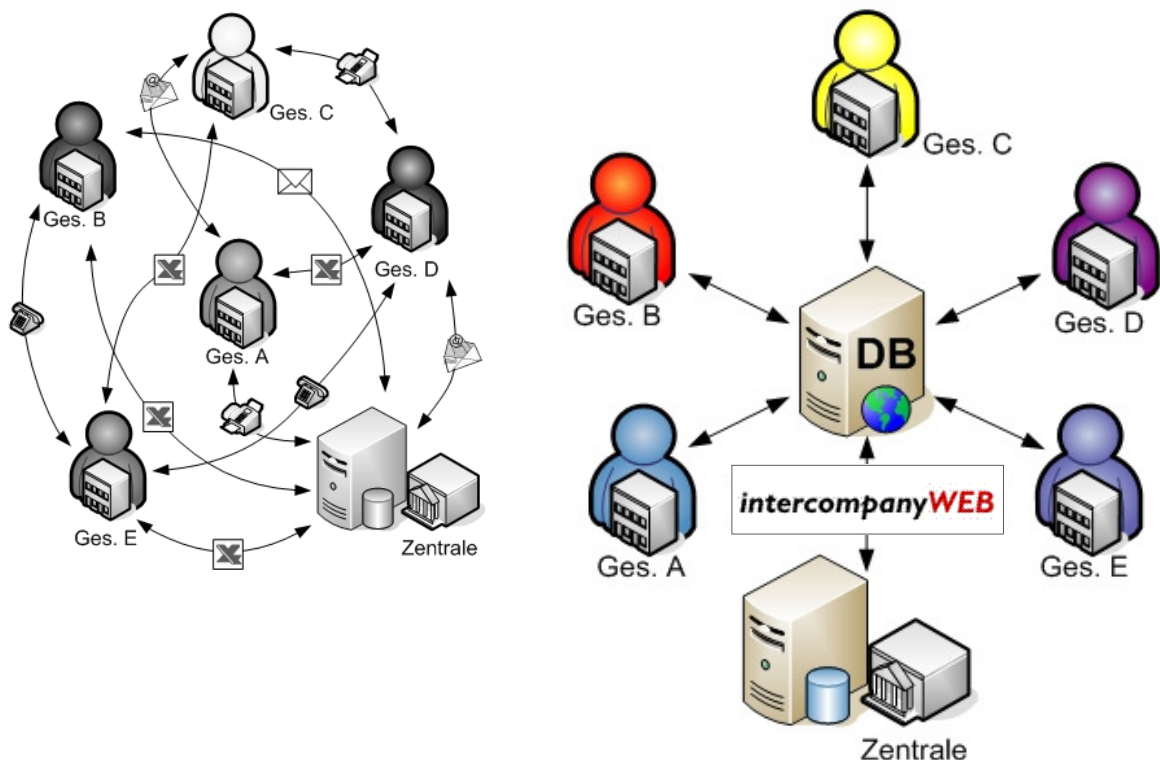 Ges. C
Ges. B
Ges. D
Ges. A
Ges. E
Zentrale
Ges. C
Ges. B
Ges. D
DB
Ges. A
intercompanyWEB
Ges. E
Zentrale